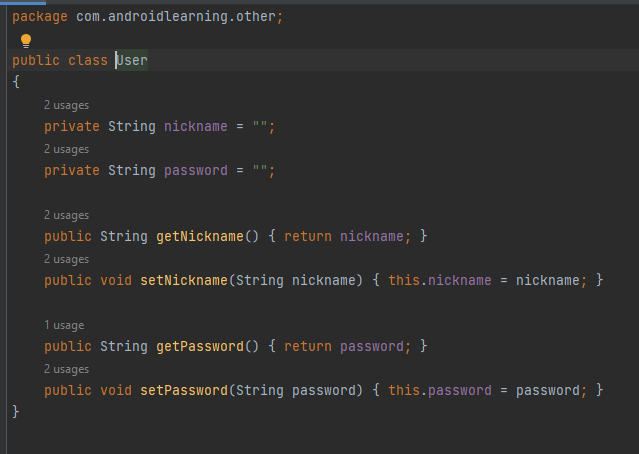 package com.androidlearning.other;
public class User
{
2 usages
private String nickname = "";
2 usages
private String password = "";
2 usages
public String getNickname() { return nickname; }
2 usages
public void setNickname(String nickname) { this.nickname = nickname; }
1 usage
public String getPassword() { return password; }
2 usages
public void setPassword(String password) { this.password = password; }
}